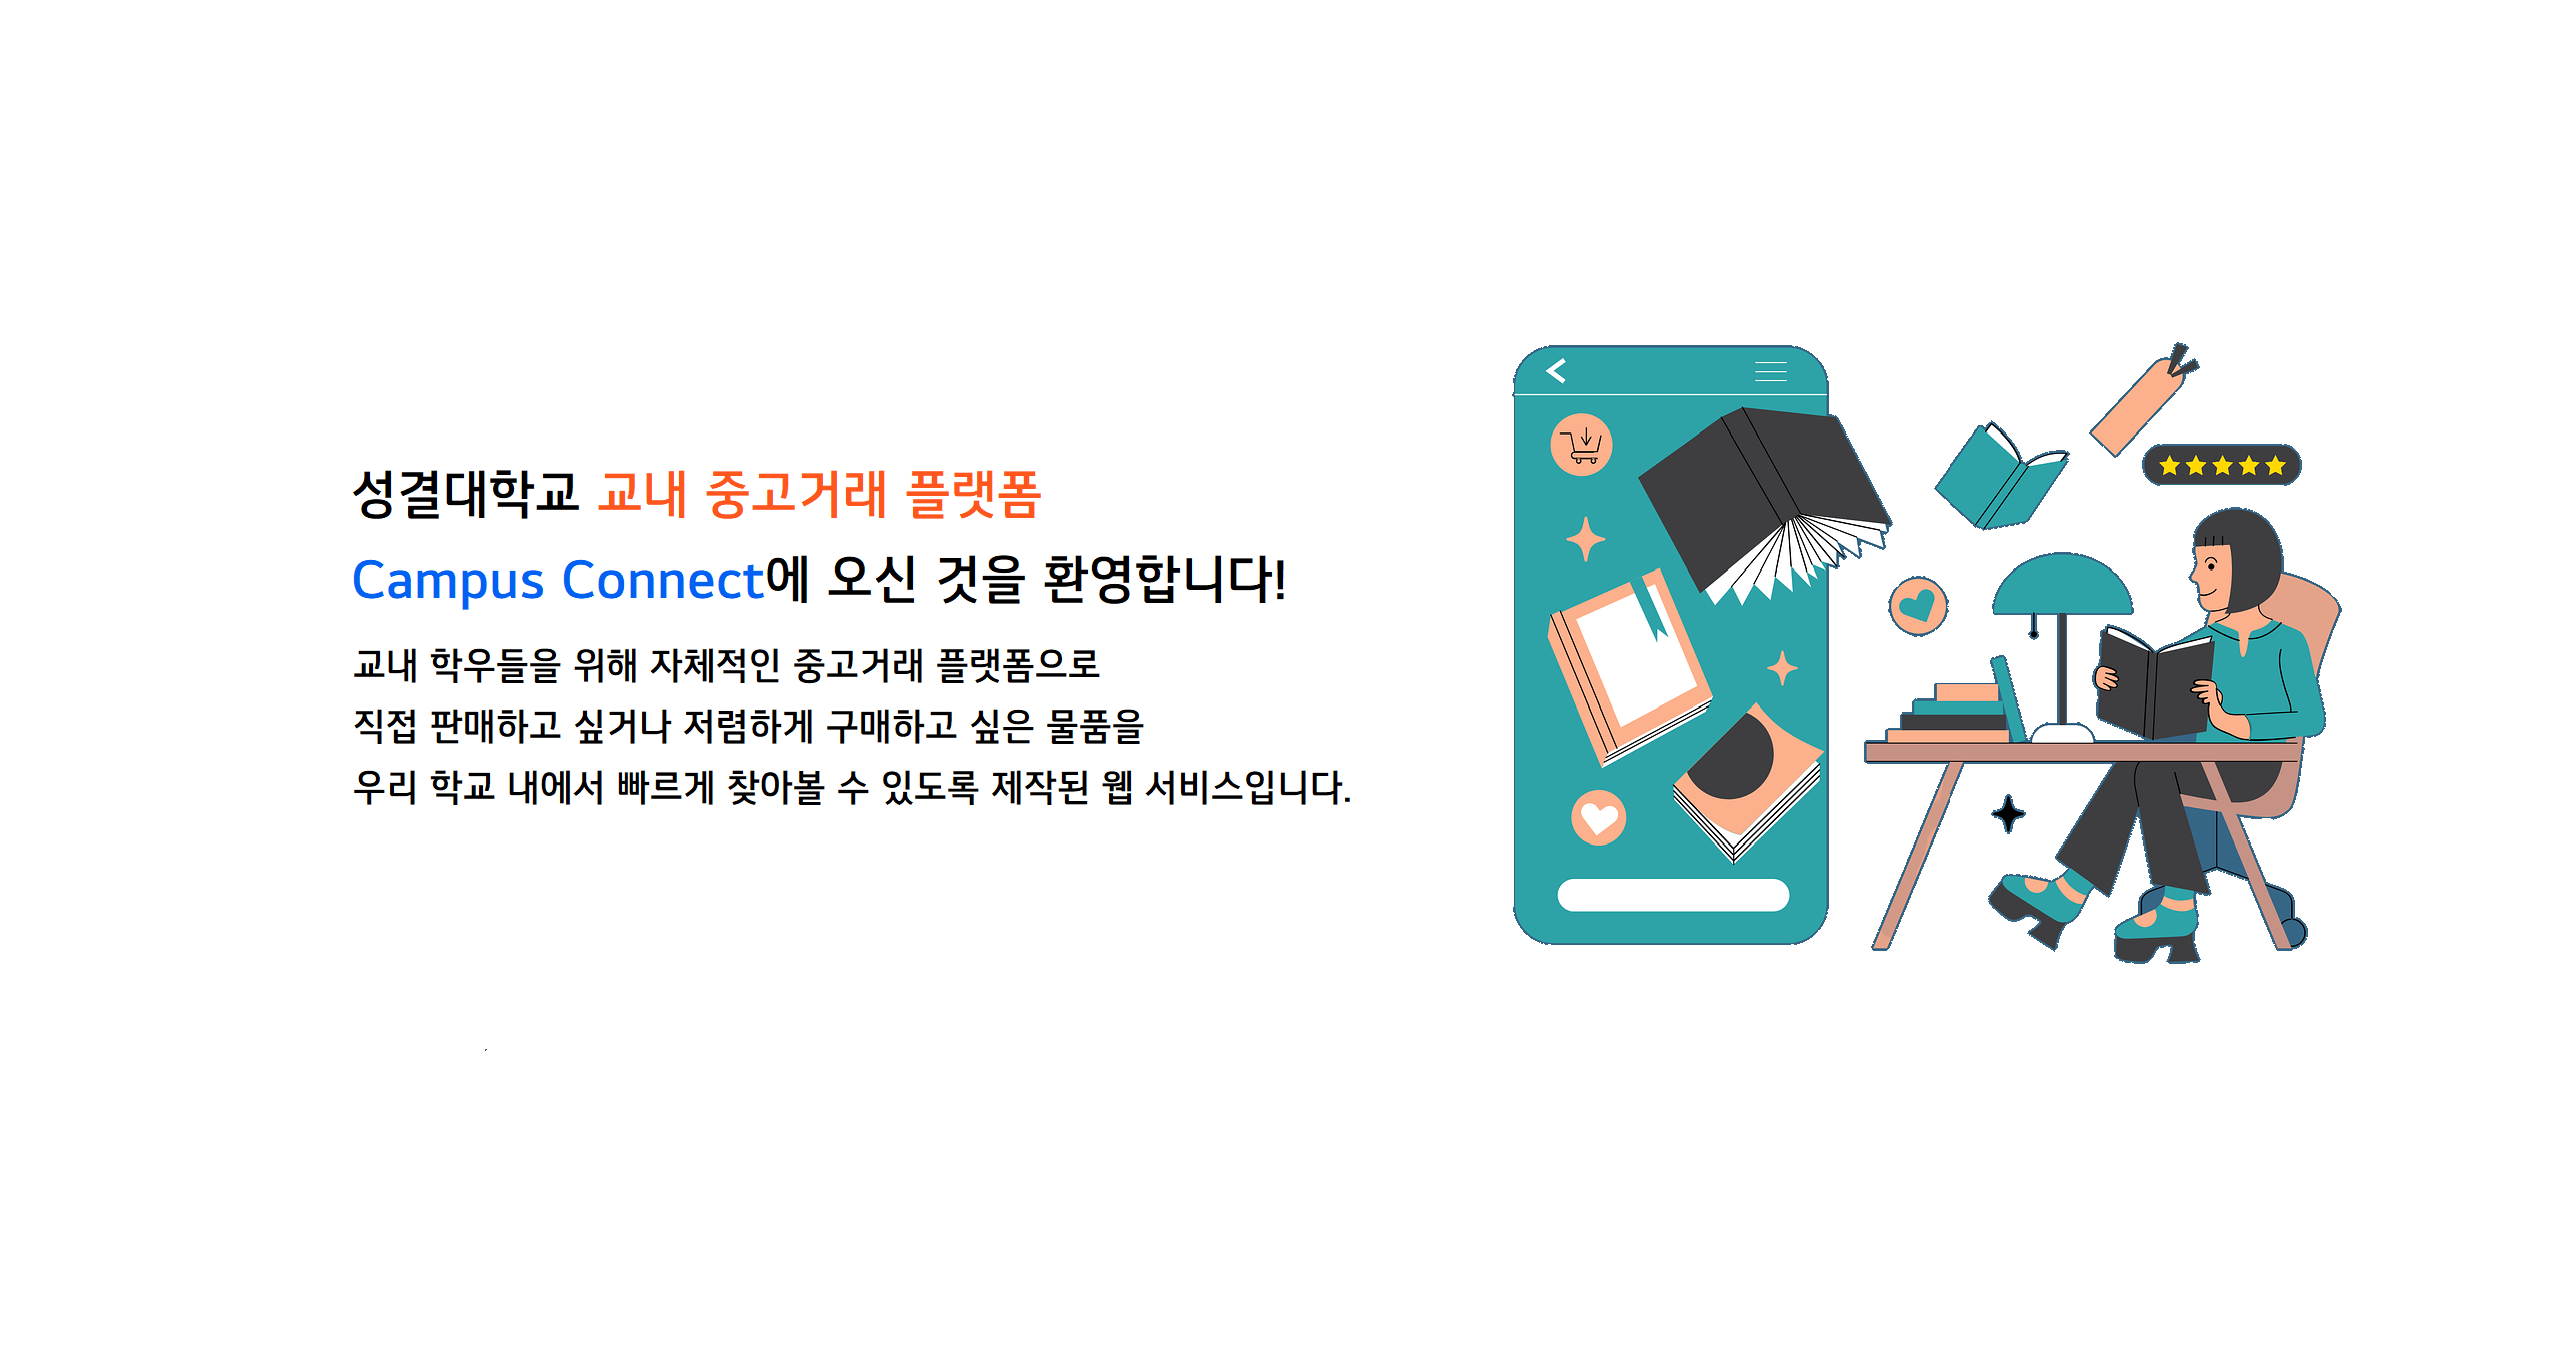 성결대학교 교내 중고거래 플랫폼
Campus Connect에 오신 것을 환영합니다!
교내 학우들을 위해 자체적인 중고거래 플랫폼으로
직접 판매하고 싶거나 저렴하게 구매하고 싶은 물품을
우리 학교 내에서 빠르게 찾아볼 수 있도록 제작된 웹 서비스입니다.